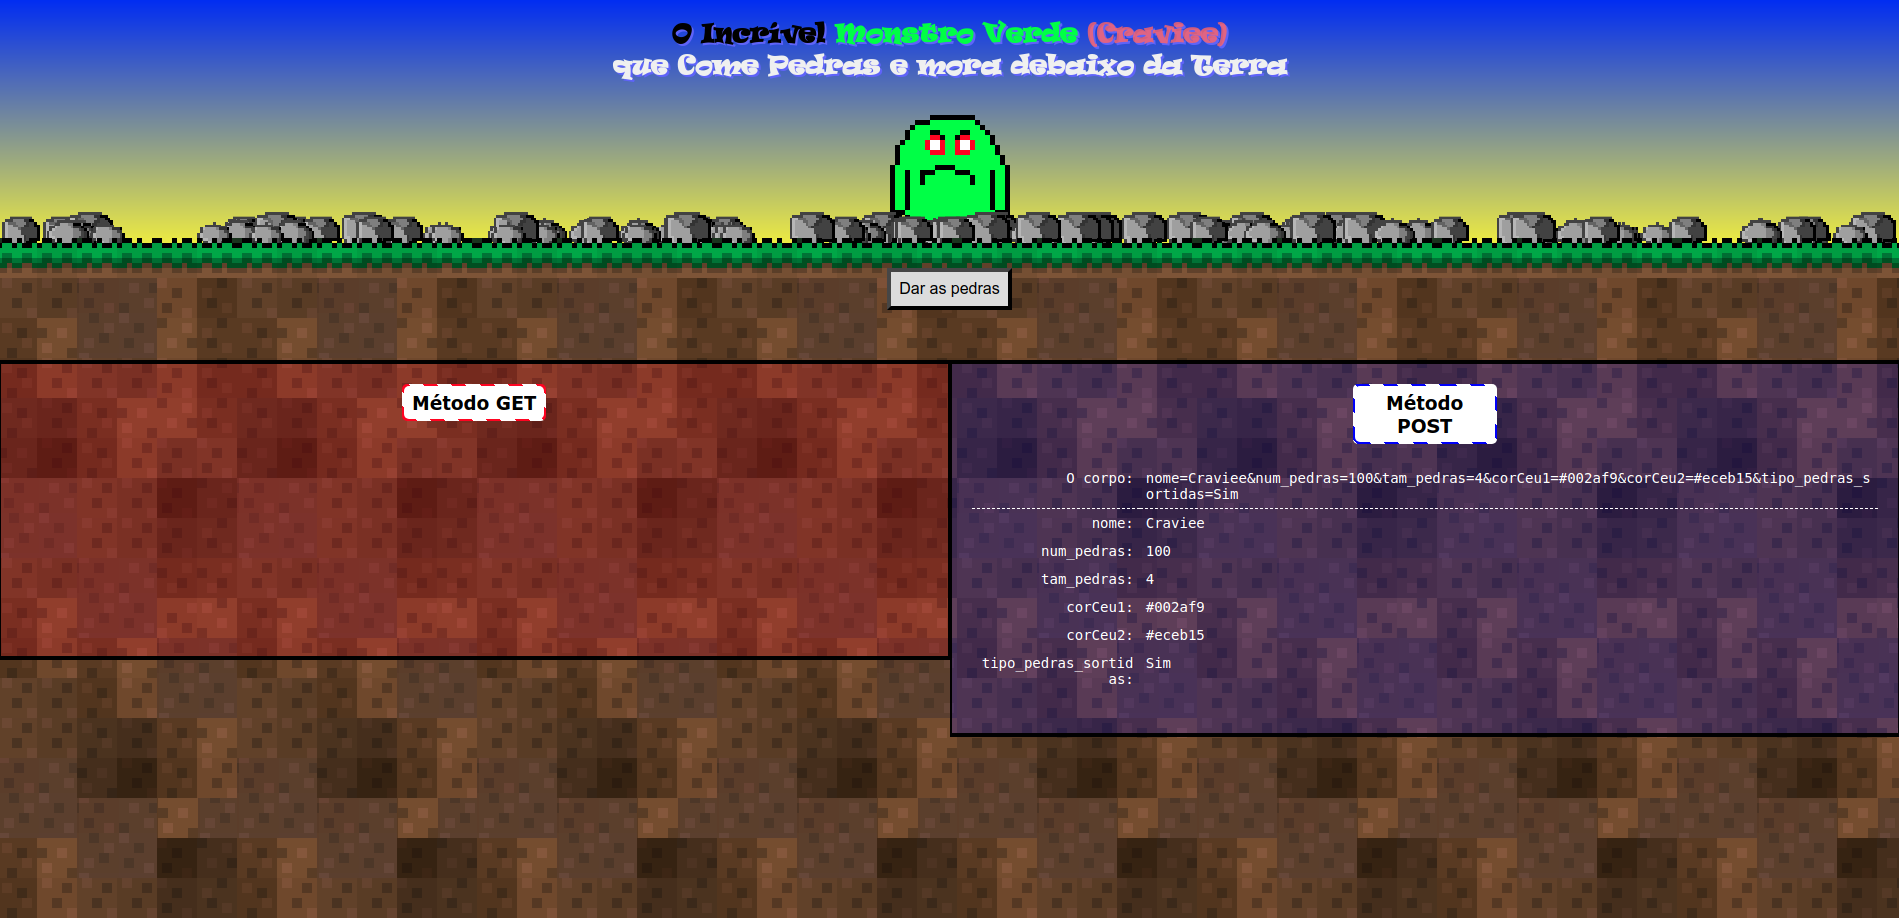 O Incrível Monstro Verde (Craviee)
que Come Pedras e mora debaixo da Terra
Dar as pedras
Método GET
Método
POST
O corpo: nome=Craviee&num_pedras=100&tam_pedras=4&corCeu1=#002af9&corCeu2=#eceb15&tipo_pedras_s
ortidas=Sim
nome: Craviee
num_pedras: 100
tam_pedras: 4
corCeu1: #002af9
corCeu2: #eceb15
tipo_pedras_sortid Sim
as: